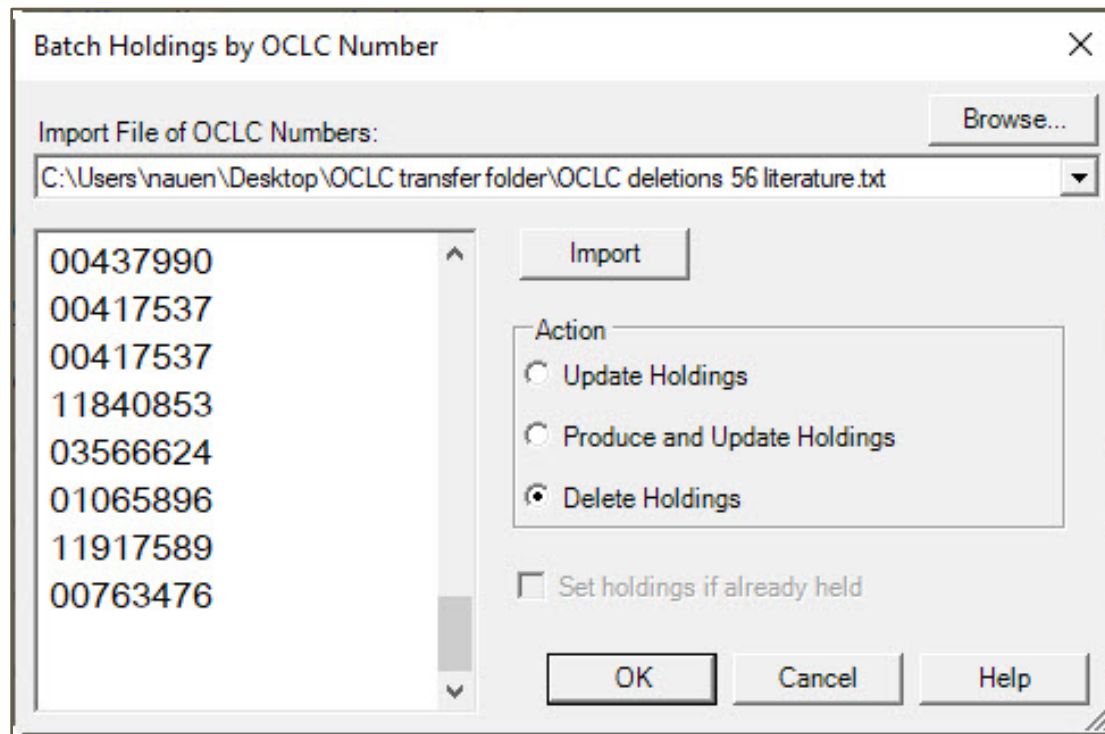 Batch Holdings by OCLC Number
Import File of OCLC Numbers:
Browse...
C:\Users\nauen\Desktop\OCLC transfer folder\OCLC deletions 56 literature.txt
00437990
00417537
00417537
11840853
03566624
01065896
11917589
00763476
Import
Action
Update Holdings
Produce and Update Holdings
Delete Holdings
Set holdings if already held
OK
Cancel
Help